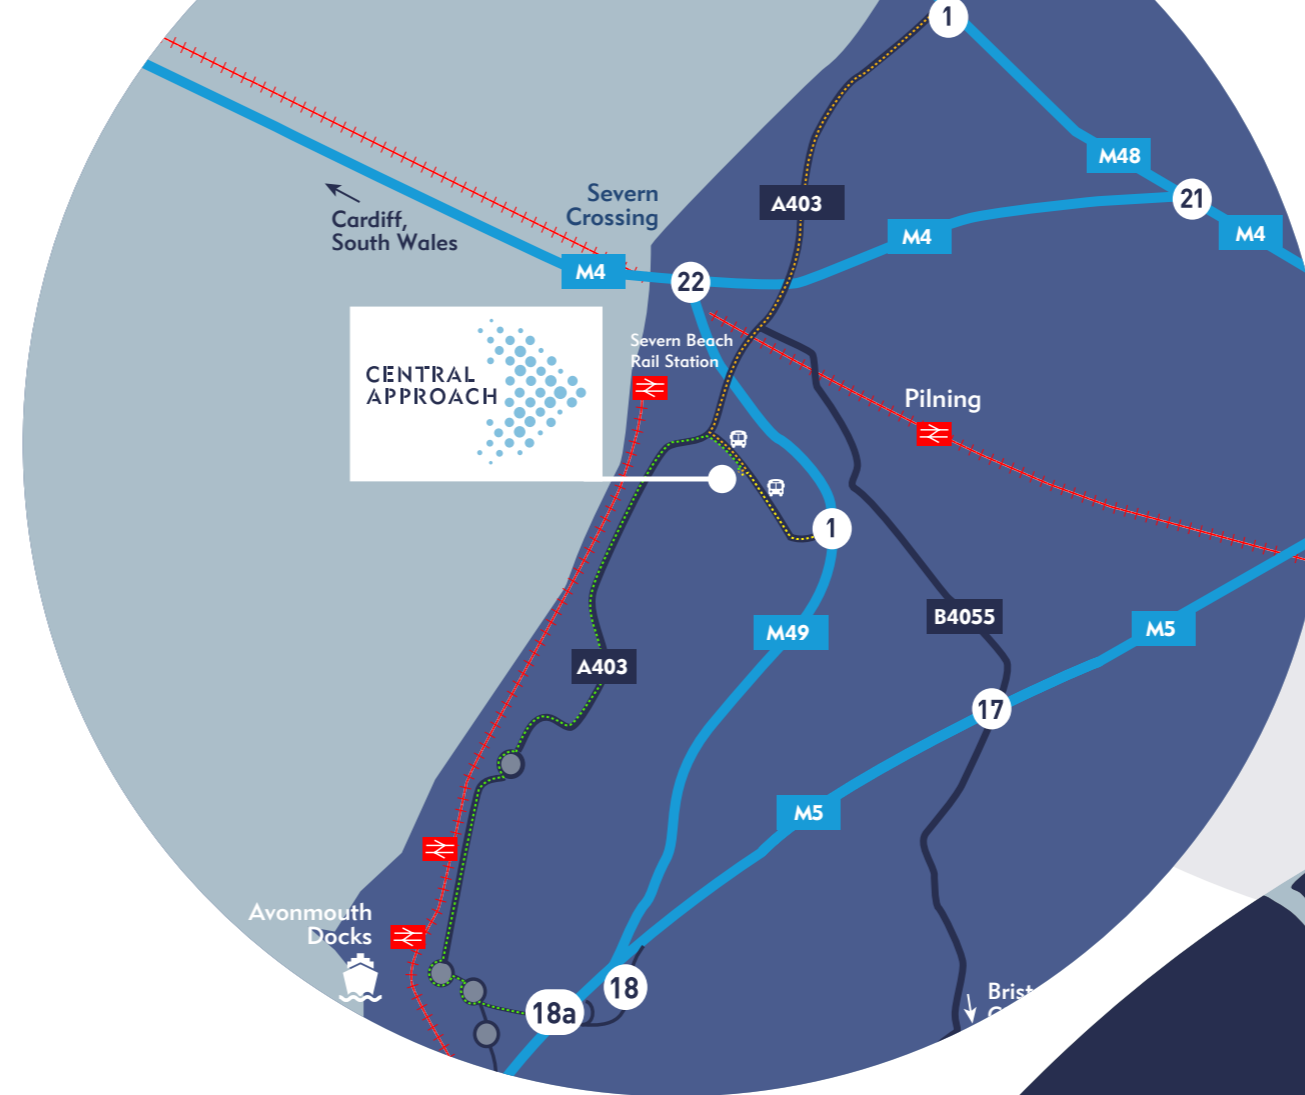 1
M48
21
A403
Severn
Crossing
Cardiff,
South Wales
M4
M4
M4
22
CENTRAL
APPROACH
Severn Beach
Rail Station
Pilning
1
M49
B4055
M5
A403
17
M5
Avonmouth
Docks
18
18a